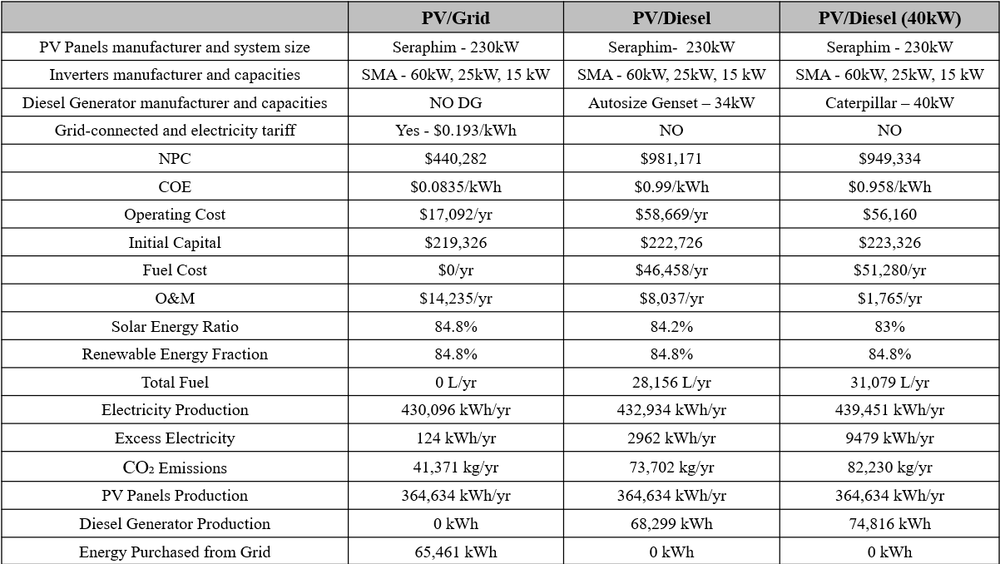 PV/Grid PV/Diesel PV/Diesel (40kW)
PV Panels manufacturer and system size Seraphim - 230kW Seraphim- 230kW Seraphim - 230kW
Inverters manufacturer and capacities SMA - 60kW, 25kW, 15 kW SMA - 60kW, 25kW, 15 kW SMA - 60kW, 25kW, 15 kW
Diesel Generator manufacturer and capacities NO DG Autosize Genset – 34kW Caterpillar – 40kW
Grid-connected and electricity tariff Yes - $0.193/kWh NO NO
NPC $440,282 $981,171 $949,334
COE $0.0835/kWh $0.99/kWh $0.958/kWh
Operating Cost $17,092/yr $58,669/yr $56,160
Initial Capital $219,326 $222,726 $223,326
Fuel Cost $0/yr $46,458/yr $51,280/yr
O&M $14,235/yr $8,037/yr $1,765/yr
Solar Energy Ratio 84.8% 84.2% 83%
Renewable Energy Fraction 84.8% 84.8% 84.8%
Total Fuel 0 L/yr 28,156 L/yr 31,079 L/yr
Electricity Production 430,096 kWh/yr 432,934 kWh/yr 439,451 kWh/yr
Excess Electricity 124 kWh/yr 2962 kWh/yr 9479 kWh/yr
CO₂ Emissions 41,371 kg/yr 73,702 kg/yr 82,230 kg/yr
PV Panels Production 364,634 kWh/yr 364,634 kWh/yr 364,634 kWh/yr
Diesel Generator Production 0 kWh 68,299 kWh 74,816 kWh
Energy Purchased from Grid 65,461 kWh 0 kWh 0 kWh